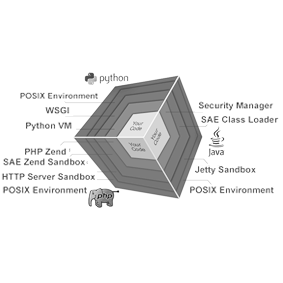 python
POSIX Environment
WSGI
Python VM
Security Manager
SAE Class Loader
Your
Code
Your
Code
Your
Code
Java
PHP Zend
SAE Zend Sandbox
HTTP Server Sandbox
POSIX Environment
php
Jetty Sandbox
POSIX Environment